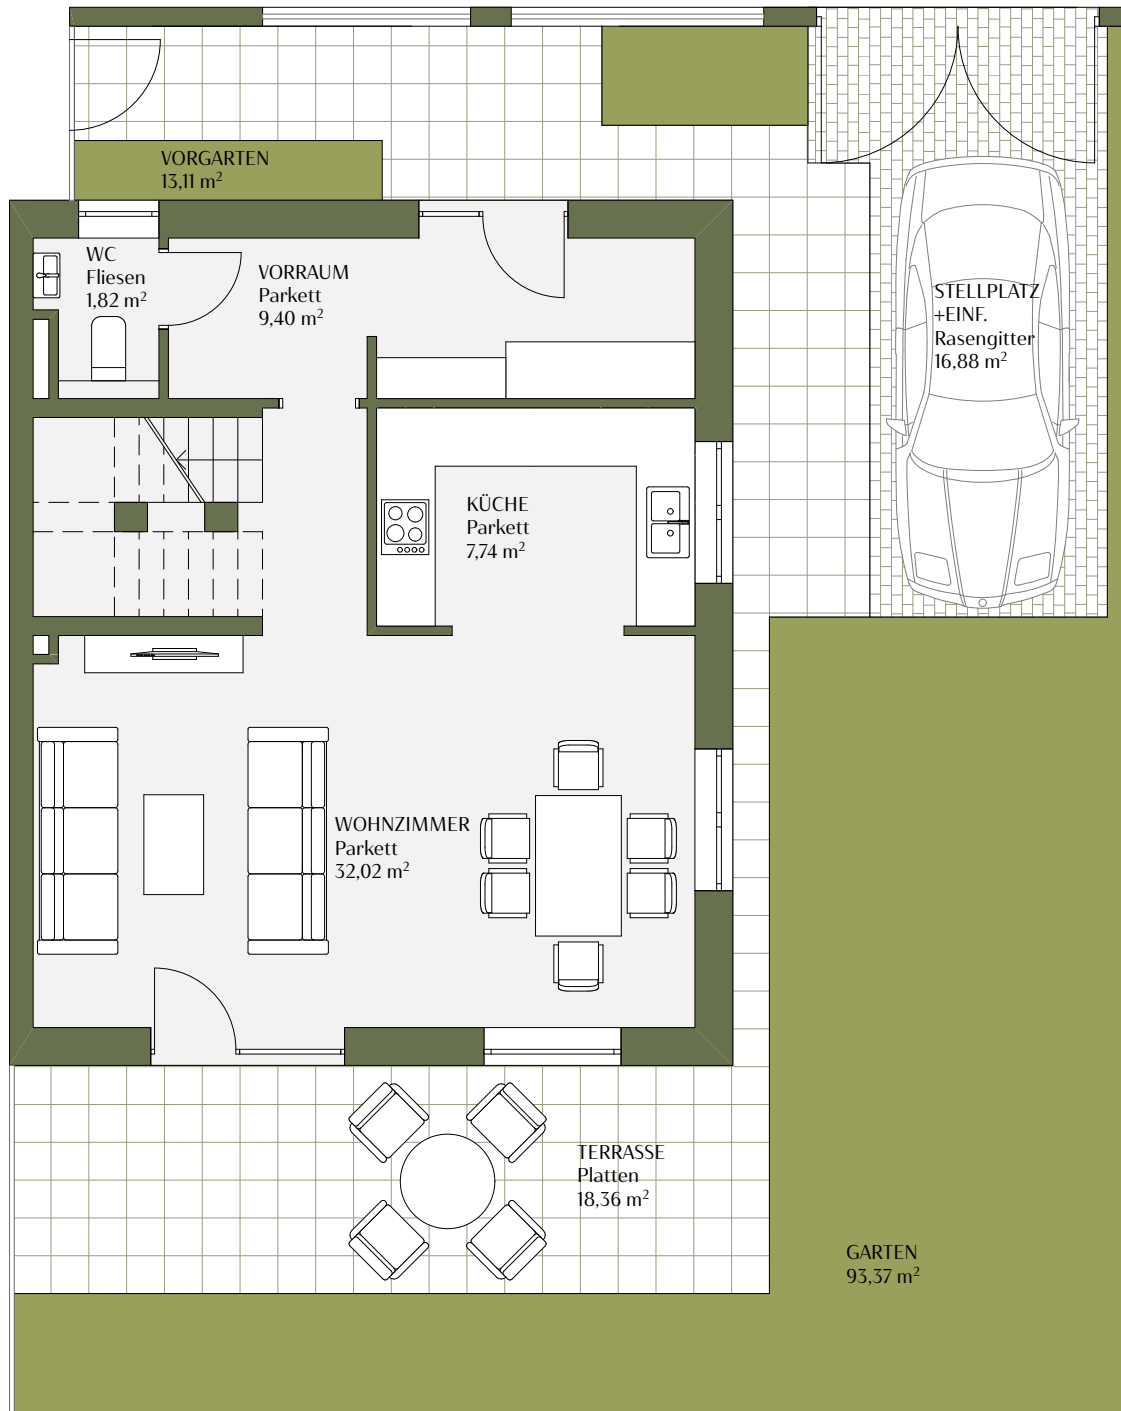 VORGARTEN
13,11 m²
WC
Fliesen
1,82 m²
VORRAUM
Parkett
9,40 m²
STELLPLATZ
+EINF.
Rasengitter
16,88 m²
KÜCHE
Parkett
7,74 m²
WOHNZIMMER
Parkett
32,02 m²
TERRASSE
Platten
18,36 m²
GARTEN
93,37 m²